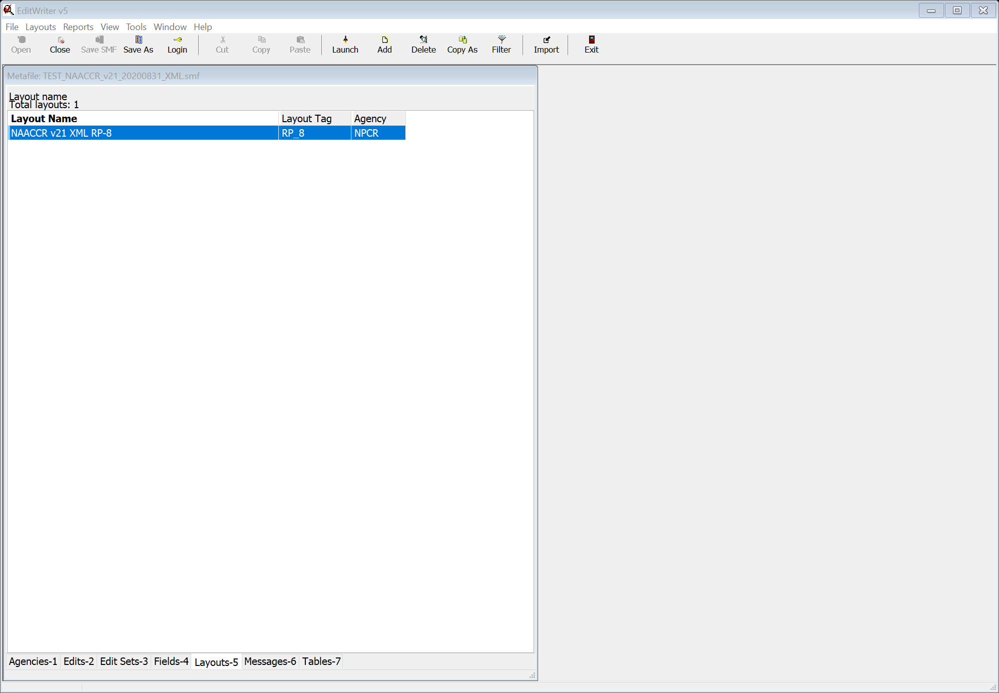 EditWriter v5
File Layouts Reports View Tools Window Help
Open Close Save SMF Save As Login Cut Copy Paste Launch Add Delete Copy As Filter Import Exit
Metafile: TEST_NAACCR_v21_20200831_XML.smf
Layout name
Total layouts: 1
Layout Name Layout Tag Agency
NAACCR v21 XML RP-8 RP_8 NPCR
Agencies-1 Edits-2 Edit Sets-3 Fields-4 Layouts-5 Messages-6 Tables-7